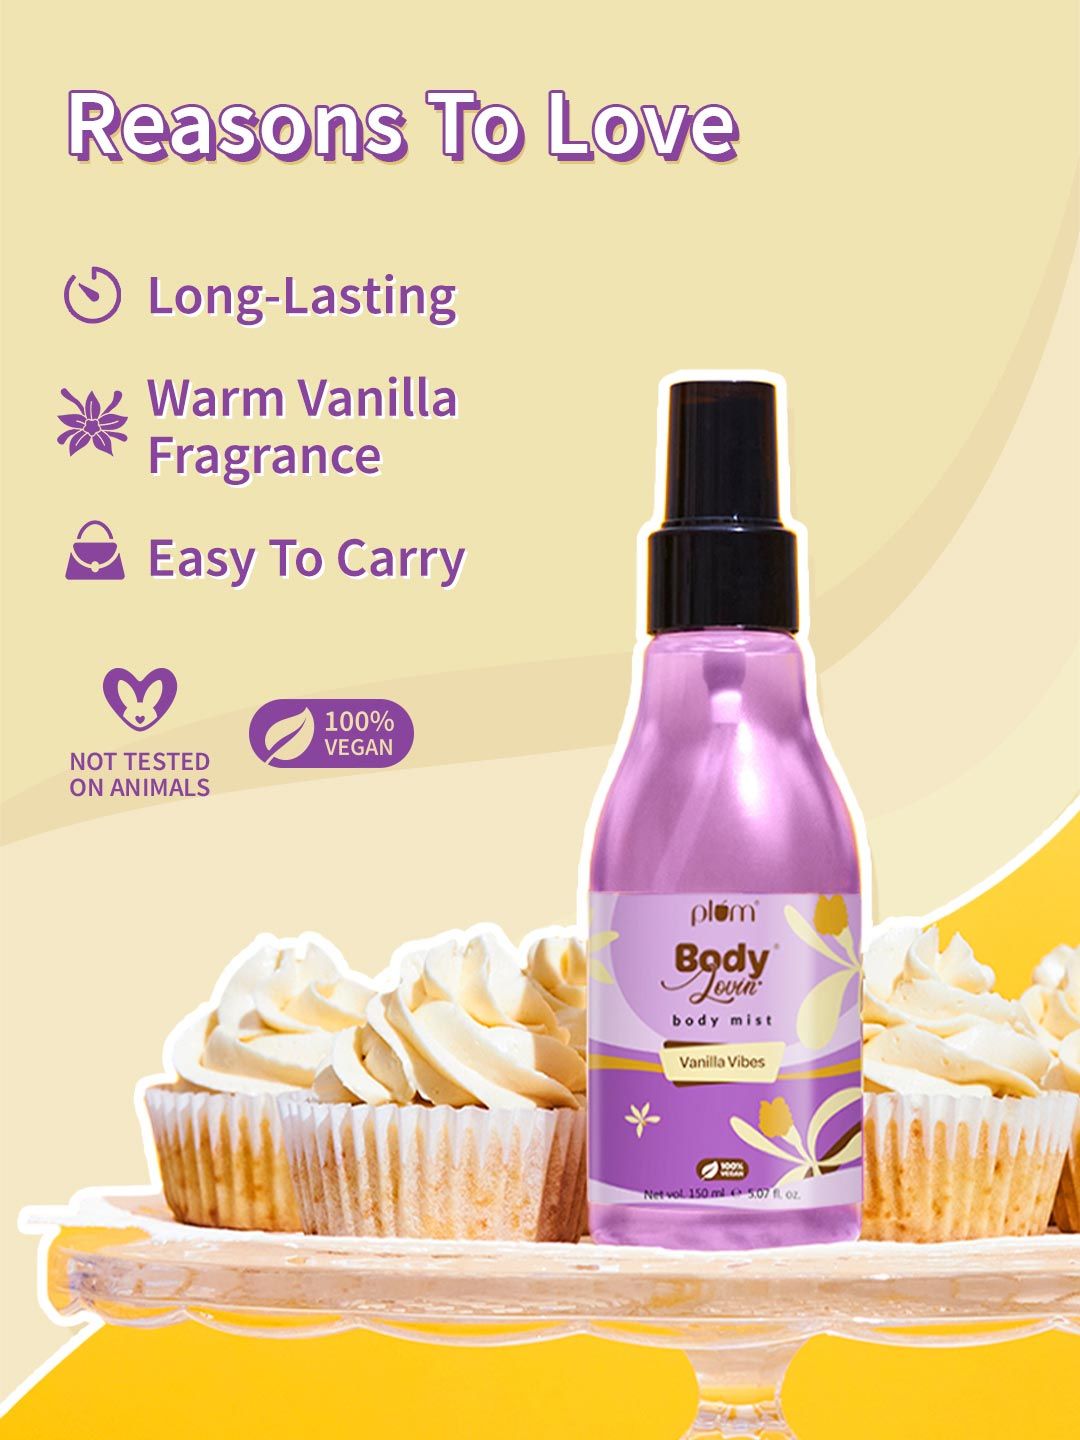 Reasons To Love
Long-Lasting
Warm Vanilla
Fragrance
Easy To Carry
NOT TESTED
ON ANIMALS
100%
VEGAN
plum®
Body®
Lovin'
body mist
Vanilla Vibes
100%
VEGAN
Net vol. 150 ml ℮ 5.07 fl. oz.